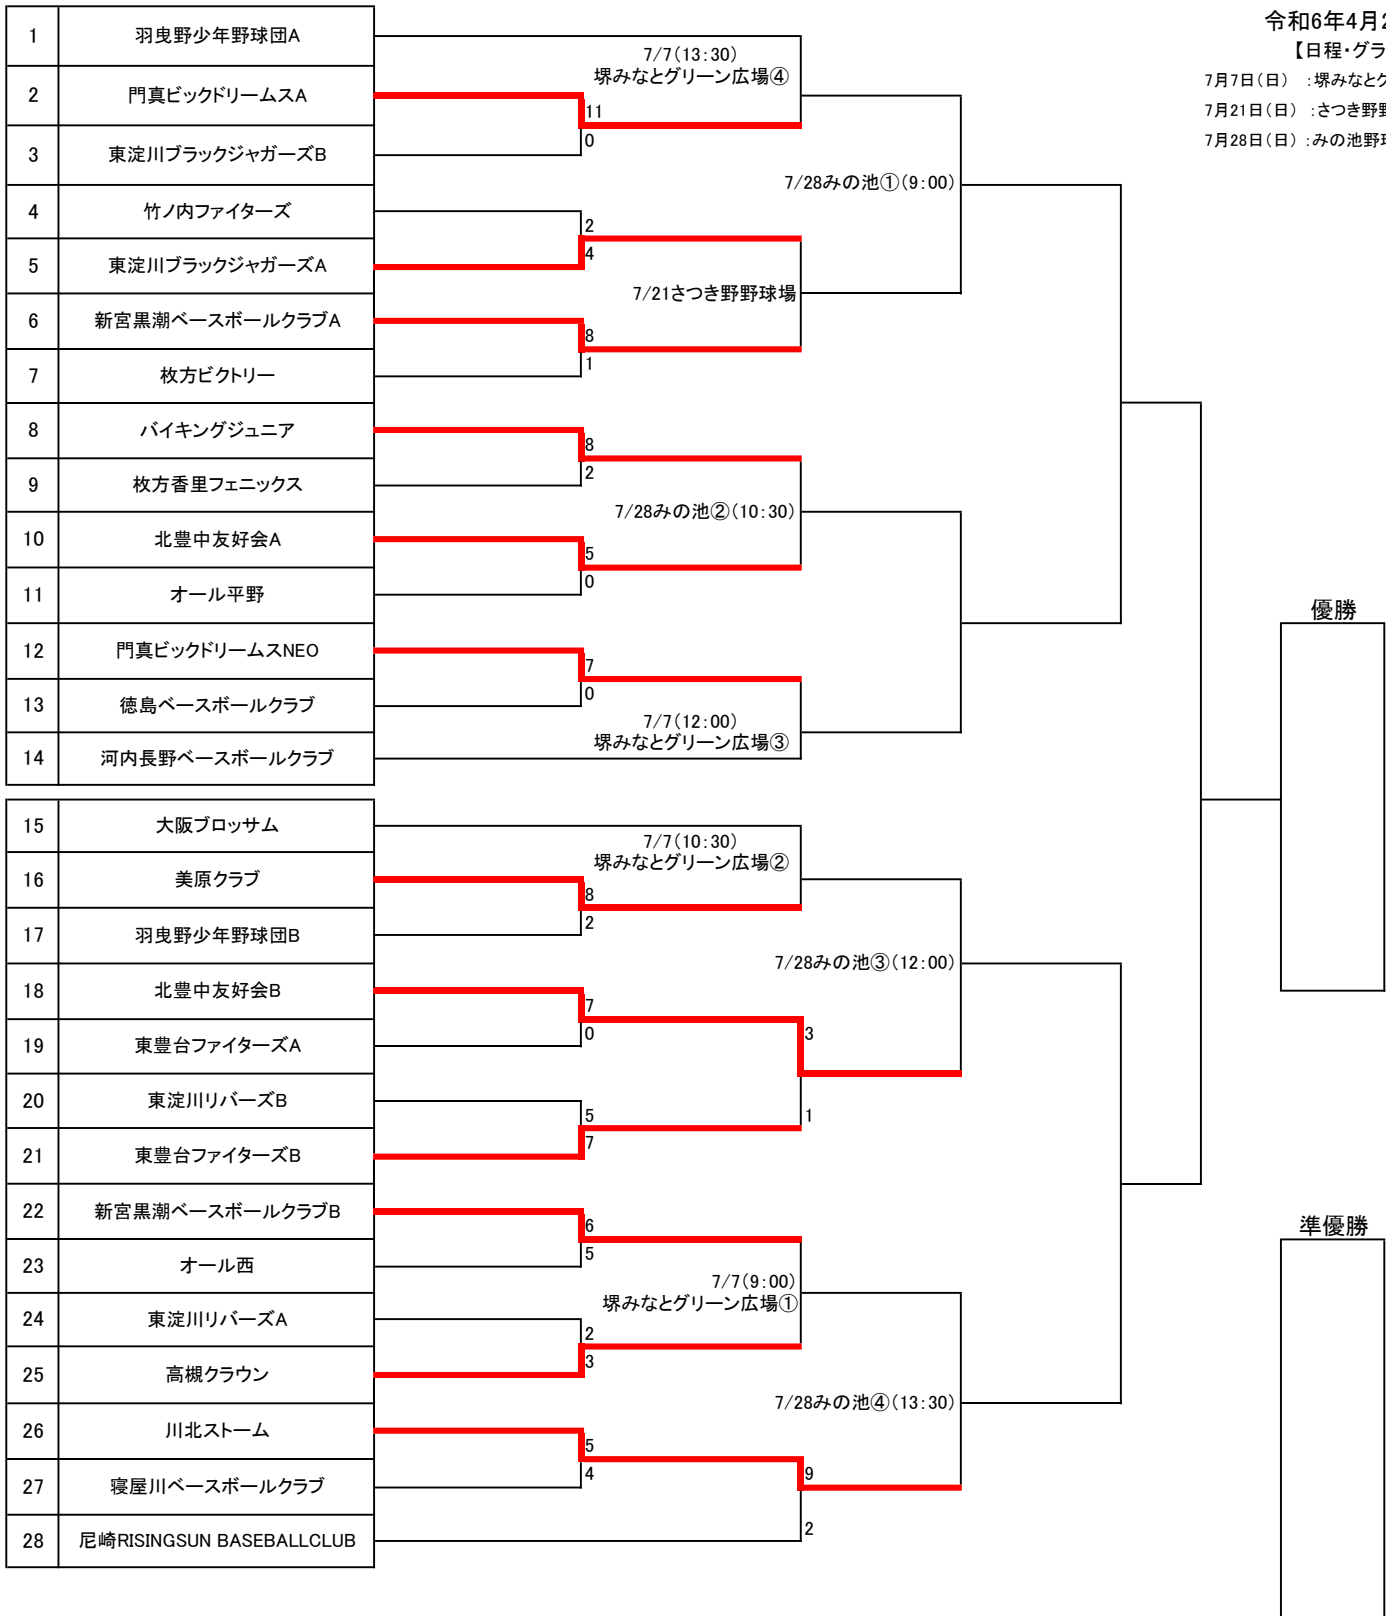 令和6年4月2
【日程・グラ
7月7日(日) :堺みなとグ
7月21日(日) :さつき野野
7月28日(日) :みの池野球
1 羽曳野少年野球団A
7/7(13:30)
堺みなとグリーン広場④
2 門真ビックドリームスA
11
0
3 東淀川ブラックジャガーズB
7/28みの池①(9:00)
4 竹ノ内ファイターズ
2
4
5 東淀川ブラックジャガーズA
7/21さつき野野球場
6 新宮黒潮ベースボールクラブA
8
1
7 枚方ビクトリー
8 バイキングジュニア
8
2
9 枚方香里フェニックス
7/28みの池②(10:30)
10 北豊中友好会A
5
0
11 オール平野
優勝
12 門真ビックドリームスNEO
7
0
13 徳島ベースボールクラブ
7/7(12:00)
堺みなとグリーン広場③
14 河内長野ベースボールクラブ
15 大阪ブロッサム
7/7(10:30)
堺みなとグリーン広場②
16 美原クラブ
8
2
17 羽曳野少年野球団B
7/28みの池③(12:00)
18 北豊中友好会B
7
0
3
19 東豊台ファイターズA
20 東淀川リバーズB
5
7
1
21 東豊台ファイターズB
22 新宮黒潮ベースボールクラブB
6
5
準優勝
23 オール西
7/7(9:00)
堺みなとグリーン広場①
24 東淀川リバーズA
2
3
25 高槻クラウン
7/28みの池④(13:30)
26 川北ストーム
5
4
9
27 寝屋川ベースボールクラブ
2
28 尼崎RISINGSUN BASEBALLCLUB